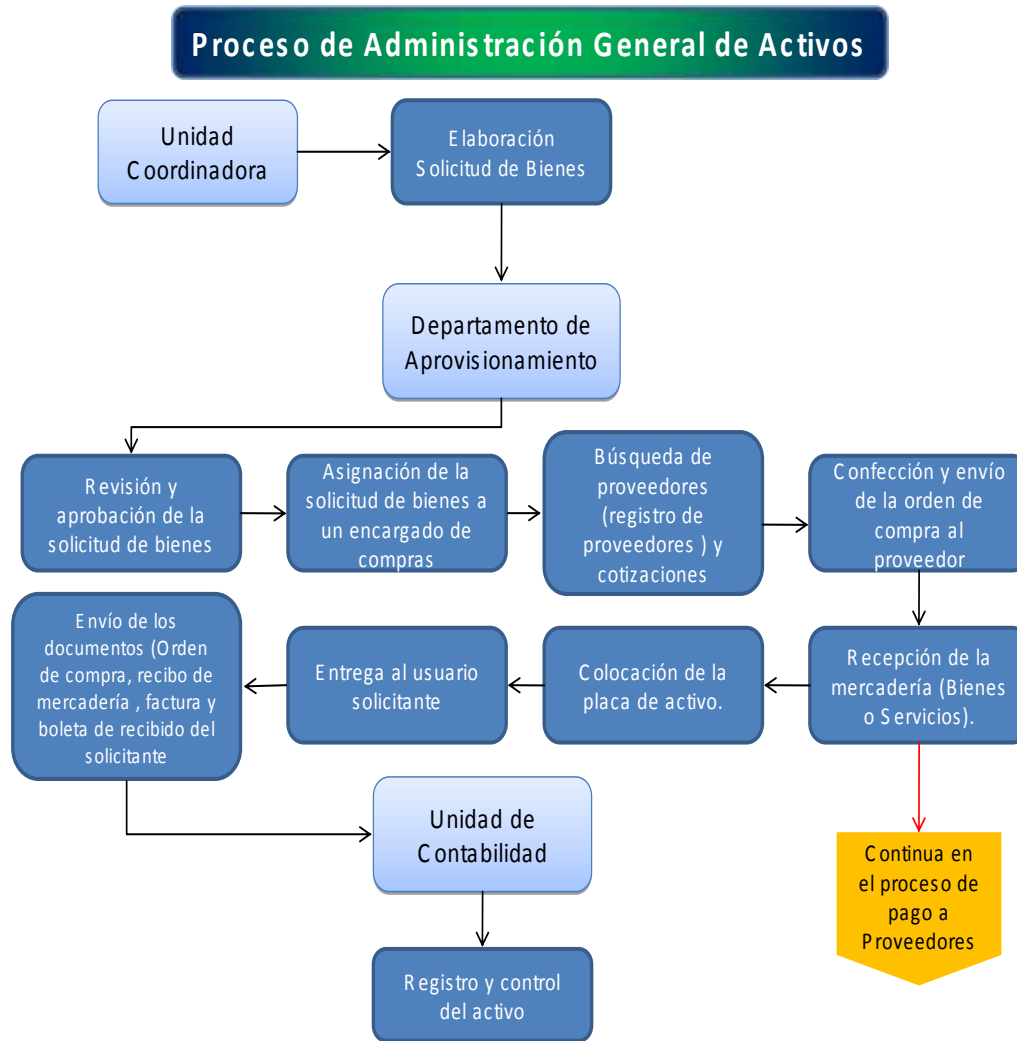 Proceso de Administración General de Activos
Unidad
Coordinadora
Elaboración
Solicitud de Bienes
Departamento de
Aprovisionamiento
Revisión y
aprobación de la
solicitud de bienes
Asignación de la
solicitud de bienes a
un encargado de
compras
Búsqueda de
proveedores
(registro de
proveedores ) y
cotizaciones
Confección y envío
de la orden de
compra al
proveedor
Envío de los
documentos (Orden
de compra, recibo de
mercadería , factura y
boleta de recibido del
solicitante
Entrega al usuario
solicitante
Colocación de la
placa de activo.
Recepción de la
mercadería (Bienes
o Servicios).
Unidad de
Contabilidad
Continua en
el proceso de
pago a
Proveedores
Registro y control
del activo